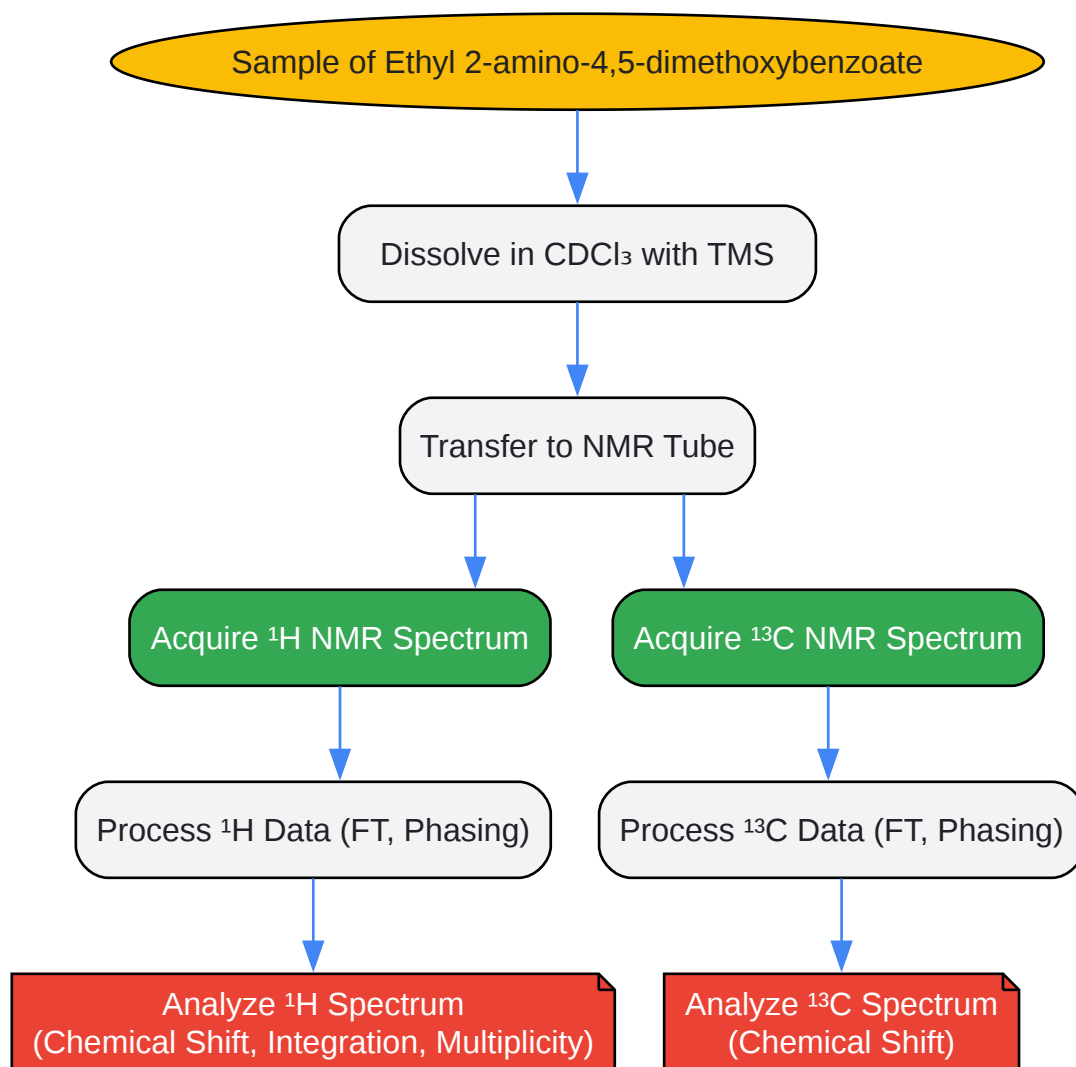 Sample of Ethyl 2-amino-4,5-dimethoxybenzoate
Dissolve in CDCl₃ with TMS
Transfer to NMR Tube
Acquire ¹H NMR Spectrum
Acquire ¹³C NMR Spectrum
Process ¹H Data (FT, Phasing)
Process ¹³C Data (FT, Phasing)
Analyze ¹H Spectrum
(Chemical Shift, Integration, Multiplicity)
Analyze ¹³C Spectrum
(Chemical Shift)